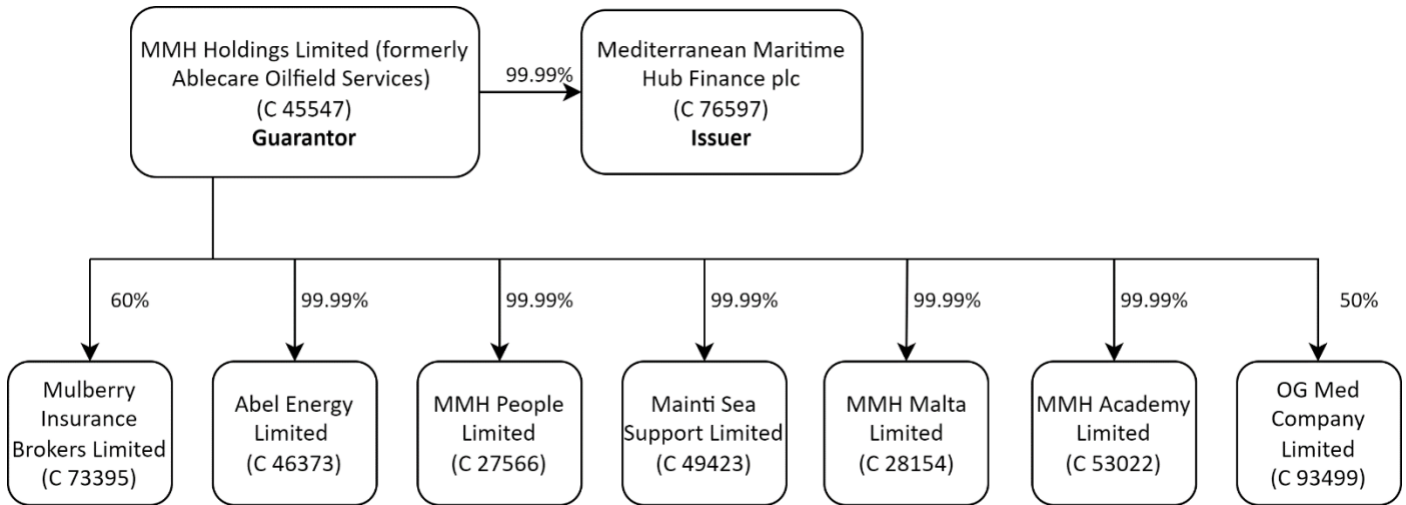 MMH Holdings Limited (formerly
Ablecare Oilfield Services)
(C 45547)
Guarantor
99.99%
Mediterranean Maritime
Hub Finance plc
(C 76597)
Issuer
60%
99.99%
99.99%
99.99%
99.99%
99.99%
50%
Mulberry
Insurance
Brokers Limited
(C 73395)
Abel Energy
Limited
(C 46373)
MMH People
Limited
(C 27566)
Mainti Sea
Support Limited
(C 49423)
MMH Malta
Limited
(C 28154)
MMH Academy
Limited
(C 53022)
OG Med
Company
Limited
(C 93499)